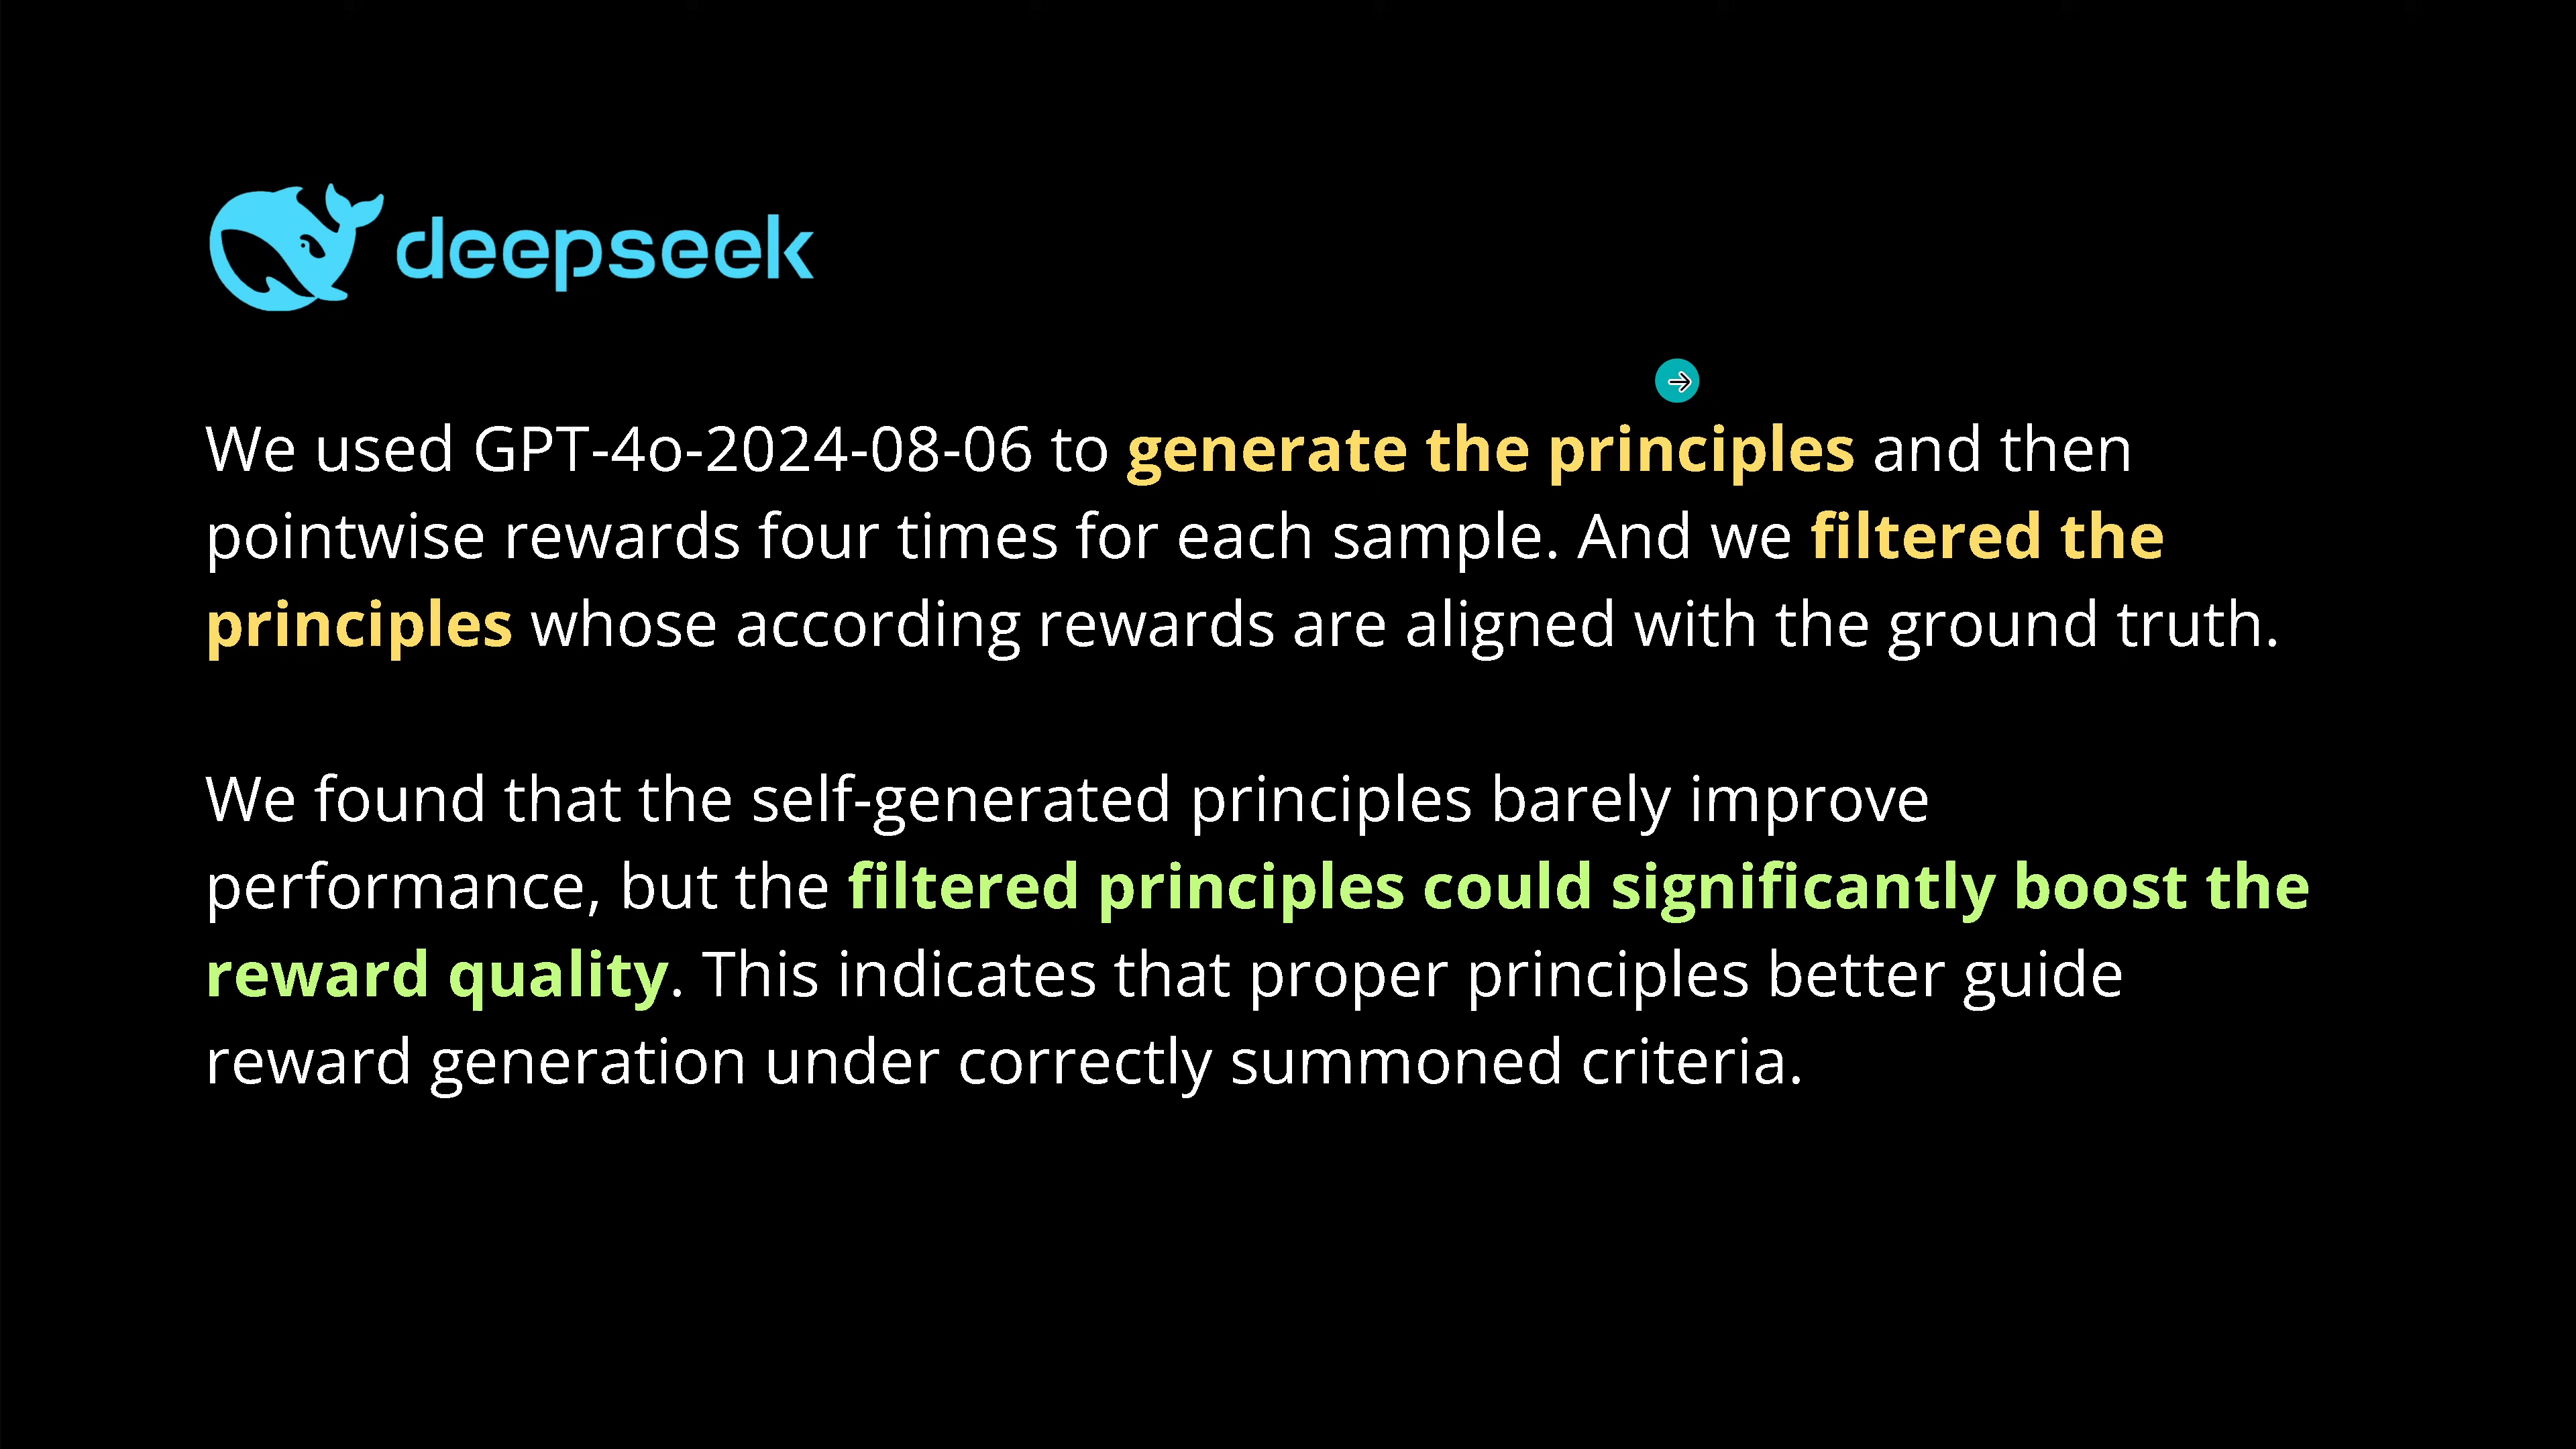 deepseek
We used GPT-4o-2024-08-06 to generate the principles and then
pointwise rewards four times for each sample. And we filtered the
principles whose according rewards are aligned with the ground truth.
We found that the self-generated principles barely improve
performance, but the filtered principles could significantly boost the
reward quality. This indicates that proper principles better guide
reward generation under correctly summoned criteria.